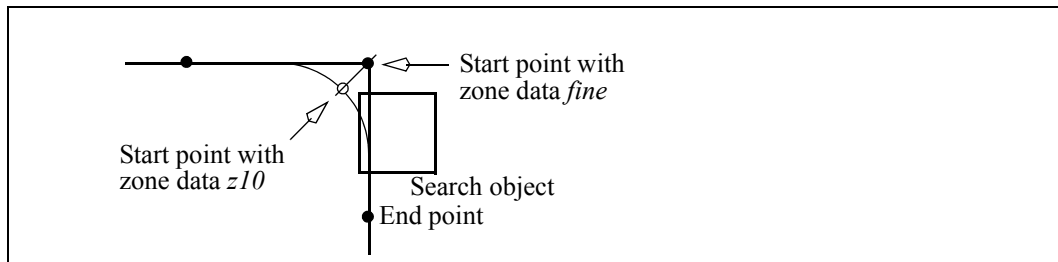 Start point with
zone data fine
Start point with
zone data z10
Search object
End point